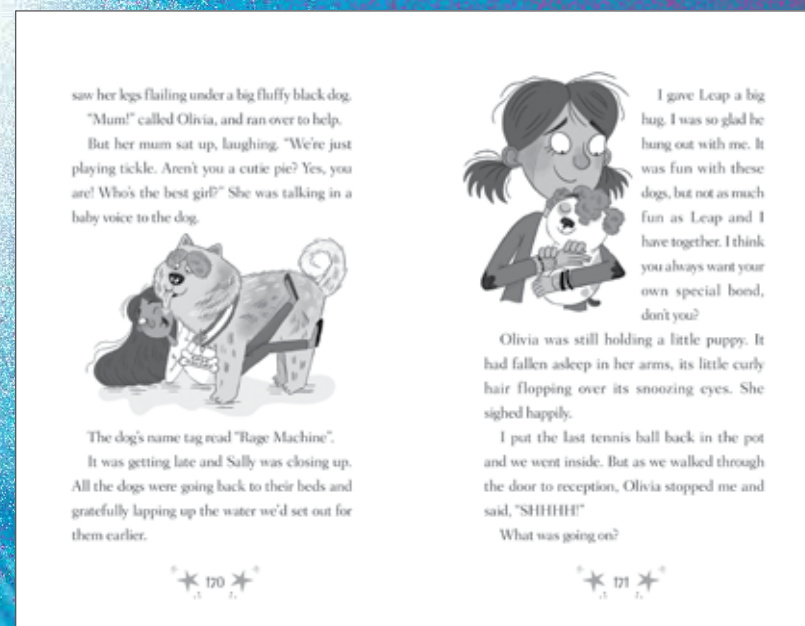 saw her legs flailing under a big fluffy black dog.
"Mum!" called Olivia, and ran over to help.
But her mum sat up, laughing. "We're just
playing tickle. Aren't you a cutie pie? Yes, you
are! Who's the best girl?" She was talking in a
baby voice to the dog.
The dog's name tag read "Rage Machine".
It was getting late and Sally was closing up.
All the dogs were going back to their beds and
gratefully lapping up the water we'd set out for
them earlier.
170
I gave Leap a big
hug. I was so glad he
hung out with me. It
was fun with these
dogs, but not as much
fun as Leap and I
have together. I think
you always want your
own special bond,
don't you?
Olivia was still holding a little puppy. It
had fallen asleep in her arms, its little curly
hair flopping over its snoozing eyes. She
sighed happily.
I put the last tennis ball back in the pot
and we went inside. But as we walked through
the door to reception, Olivia stopped me and
said, "SHHHH!"
What was going on?
171